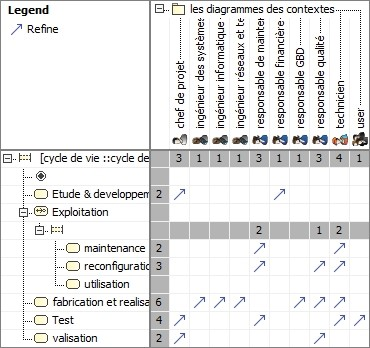 Legend
Refine
les diagrammes des contextes
chef de projet
ingénieur des systèmes
ingénieur informatique
ingénieur réseaux et te
responsable de mainte
responsable financière
responsable GBD
responsable qualité
technicien
user
[cycle de vie ::cycle de 3 1 1 1 3 1 1 3 4 1
Etude & developpem 2
Exploitation
2 1 2
maintenance 2
reconfiguratio 3
utilisation
fabrication et realisa 6
Test 4
valisation 2